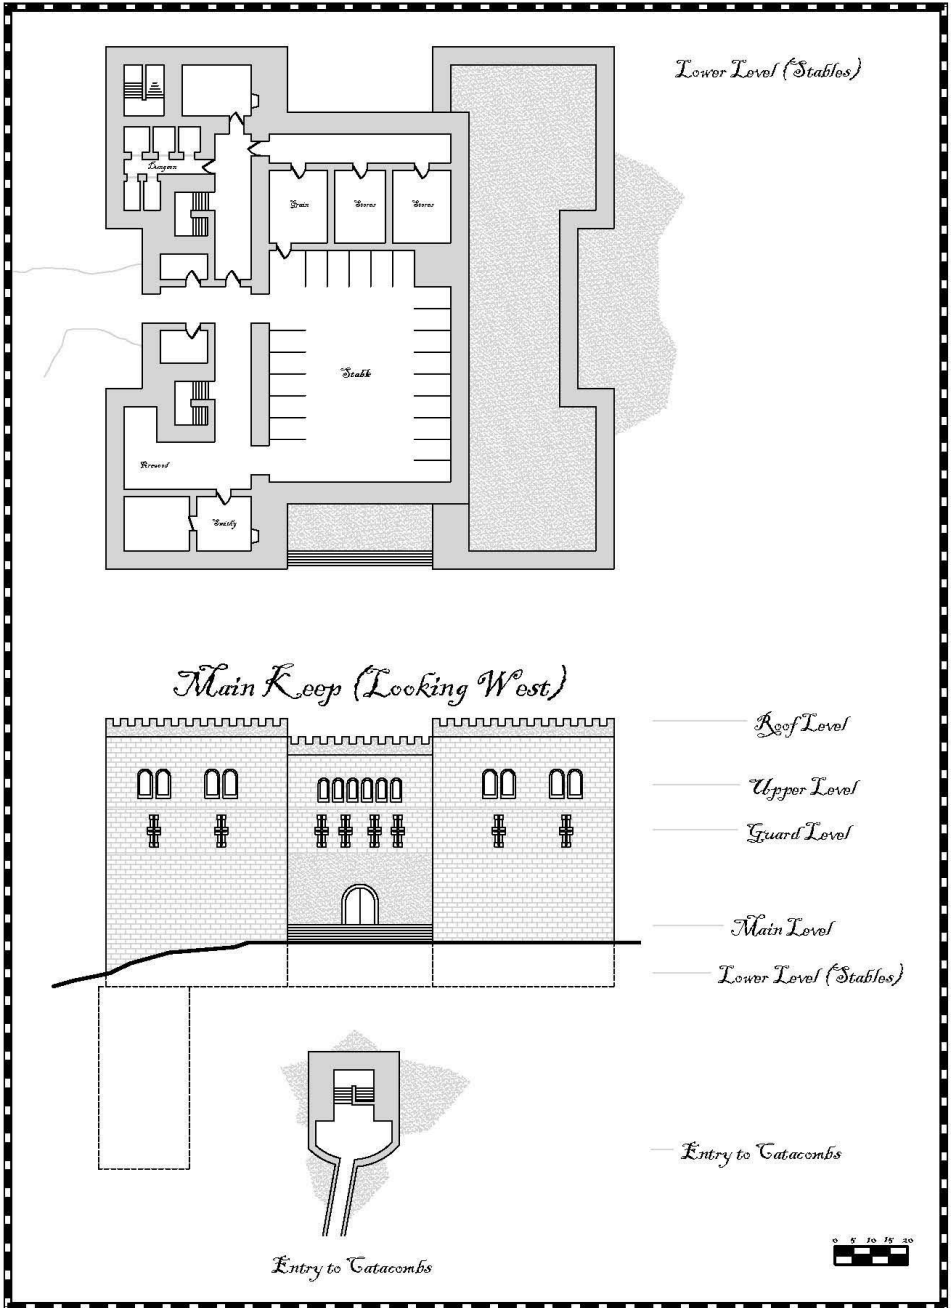 Lower Level (Stables)
Dungeon
Grain
Stores
Stores
Stable
Armoury
Smithy
Main Keep (Looking West)
Roof Level
Upper Level
Guard Level
Main Level
Lower Level (Stables)
Entry to Catacombs
0 5 10 15 20
Entry to Catacombs